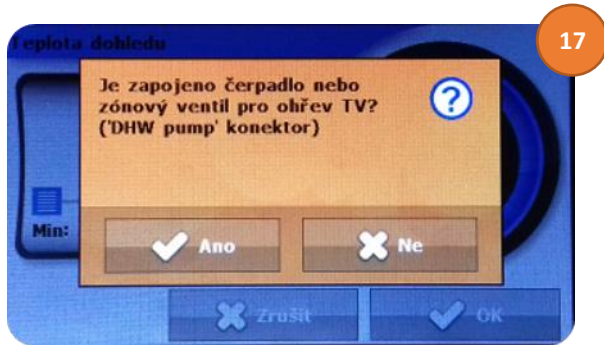 17
Teplota dohledu
Je zapojeno čerpadlo nebo
zónový ventil pro ohřev TV?
('DHW pump' konektor)
?
Min:
Ano
Ne
Zrušit
OK